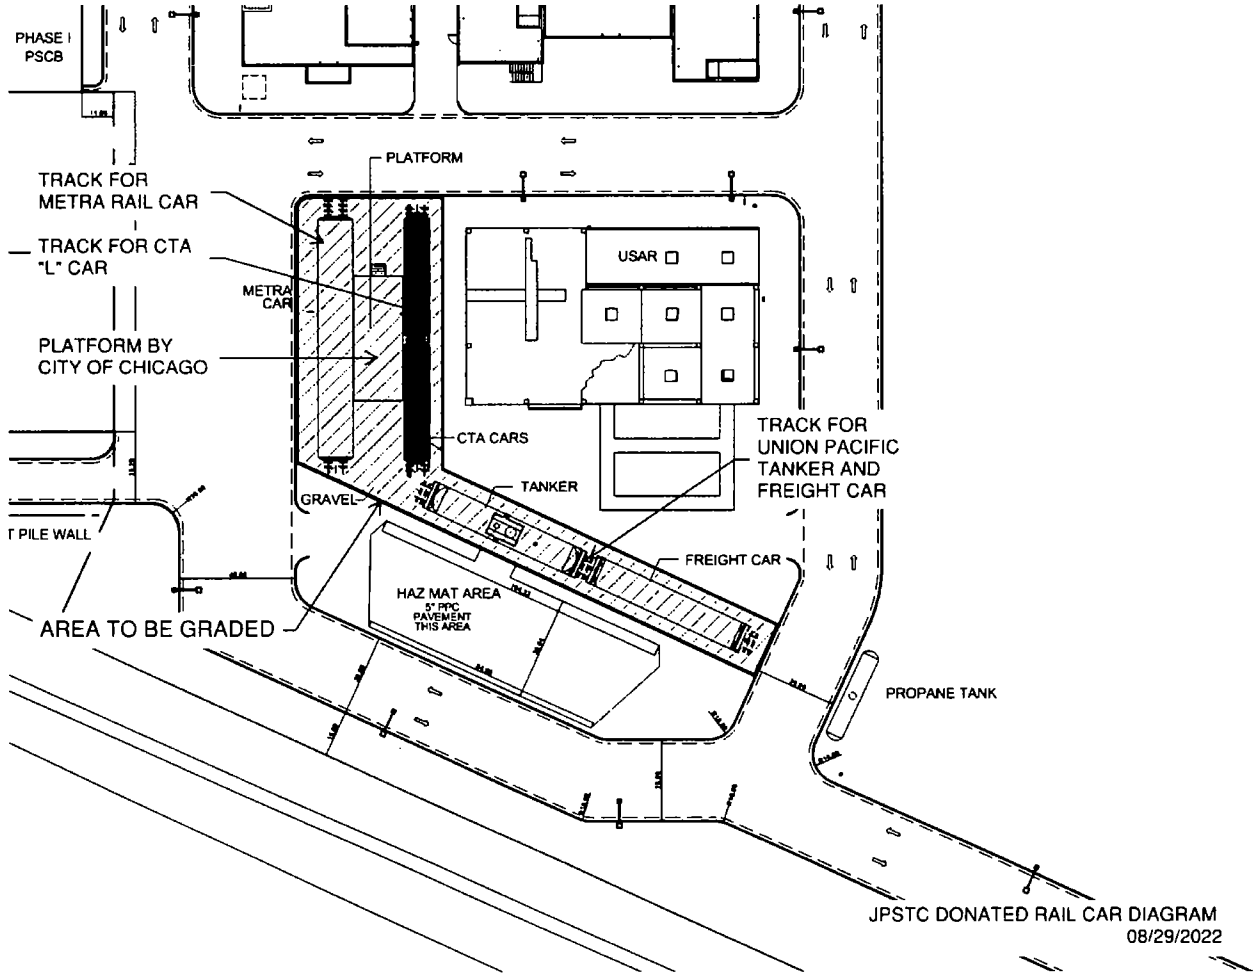 PHASE I
PSCB
11.00
PLATFORM
TRACK FOR
METRA RAIL CAR
TRACK FOR CTA
"L" CAR
USAR
METRA
CAR
PLATFORM BY
CITY OF CHICAGO
TRACK FOR
UNION PACIFIC
TANKER AND
FREIGHT CAR
CTA CARS
TANKER
GRAVEL
T PILE WALL
FREIGHT CAR
HAZ MAT AREA
5" PPC
PAVEMENT
THIS AREA
AREA TO BE GRADED
PROPANE TANK
JPSTC DONATED RAIL CAR DIAGRAM
08/29/2022